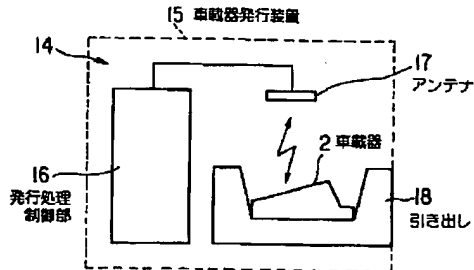 15 車載器発行装置
14
17
アンテナ
2 車載器
16
発行処理
制御部
18
引き出し